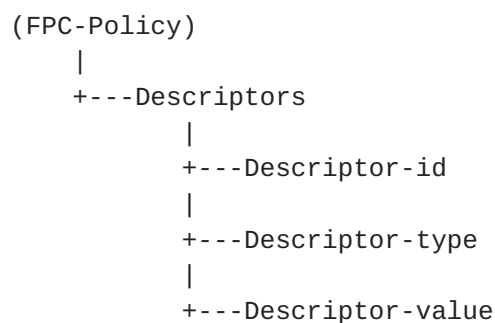 (FPC-Policy)
|
+---Descriptors
|
+---Descriptor-id
|
+---Descriptor-type
|
+---Descriptor-value